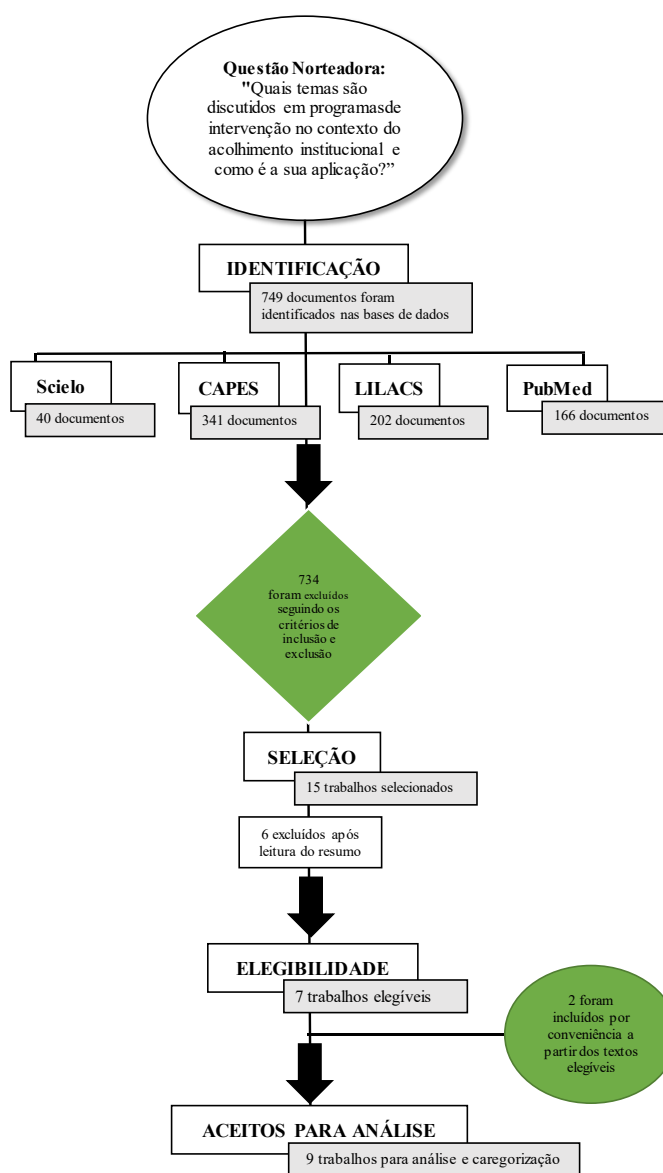 Questão Norteadora:
"Quais temas são
discutidos em programasde
intervenção no contexto do
acolhimento institucional e
como é a sua aplicação?”
IDENTIFICAÇÃO
749 documentos foram
identificados nas bases de dados
Scielo
40 documentos
CAPES
341 documentos
LILACS
202 documentos
PubMed
166 documentos
734
foram excluídos
seguindo os
critérios de
inclusão e
exclusão
SELEÇÃO
15 trabalhos selecionados
6 excluídos após
leitura do resumo
ELEGIBILIDADE
7 trabalhos elegíveis
2 foram
incluídos por
conveniência a
partir dos textos
elegíveis
ACEITOS PARA ANÁLISE
9 trabalhos para análise e caregorização